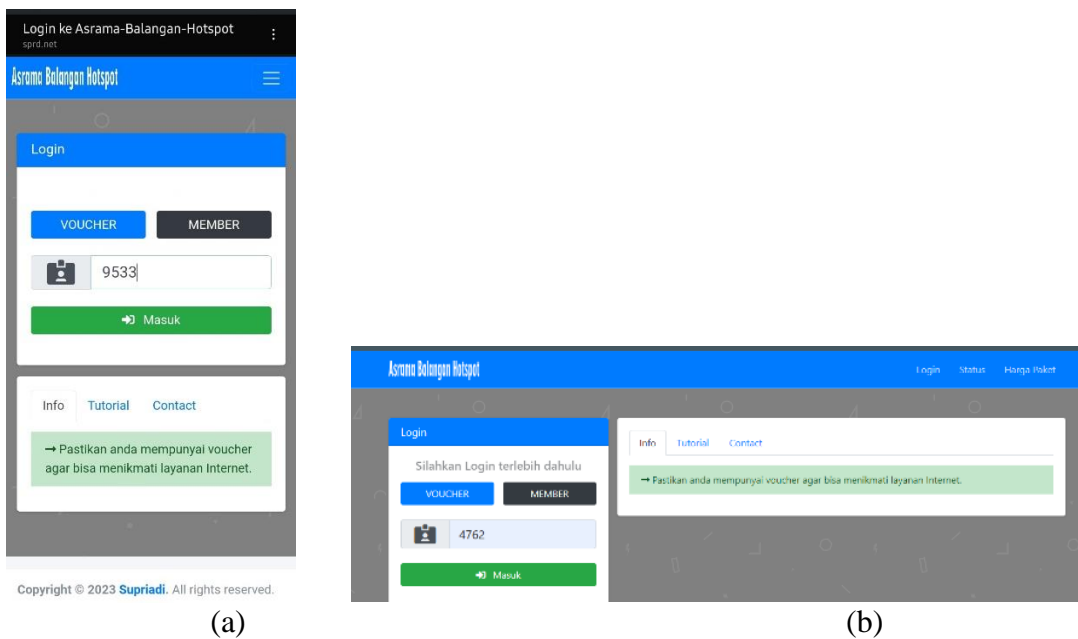 Login ke Asrama-Balangan-Hotspot
sprd.net
Asrama Balangan Hotspot
Login
VOUCHER MEMBER
9533
Masuk
Info Tutorial Contact
→ Pastikan anda mempunyai voucher
agar bisa menikmati layanan Internet.
Copyright © 2023 Supriadi. All rights reserved.
(a)
Asrama Balangan Hotspot Login Status Harga Paket
Login
Silahkan Login terlebih dahulu
VOUCHER MEMBER
4762
Masuk
Info Tutorial Contact
→ Pastikan anda mempunyai voucher agar bisa menikmati layanan Internet.
(b)